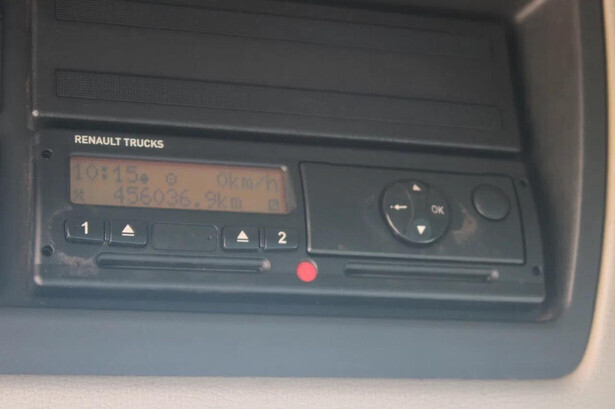 RENAULT TRUCKS
10:15 0km/h
456036,9km
1 2
OK